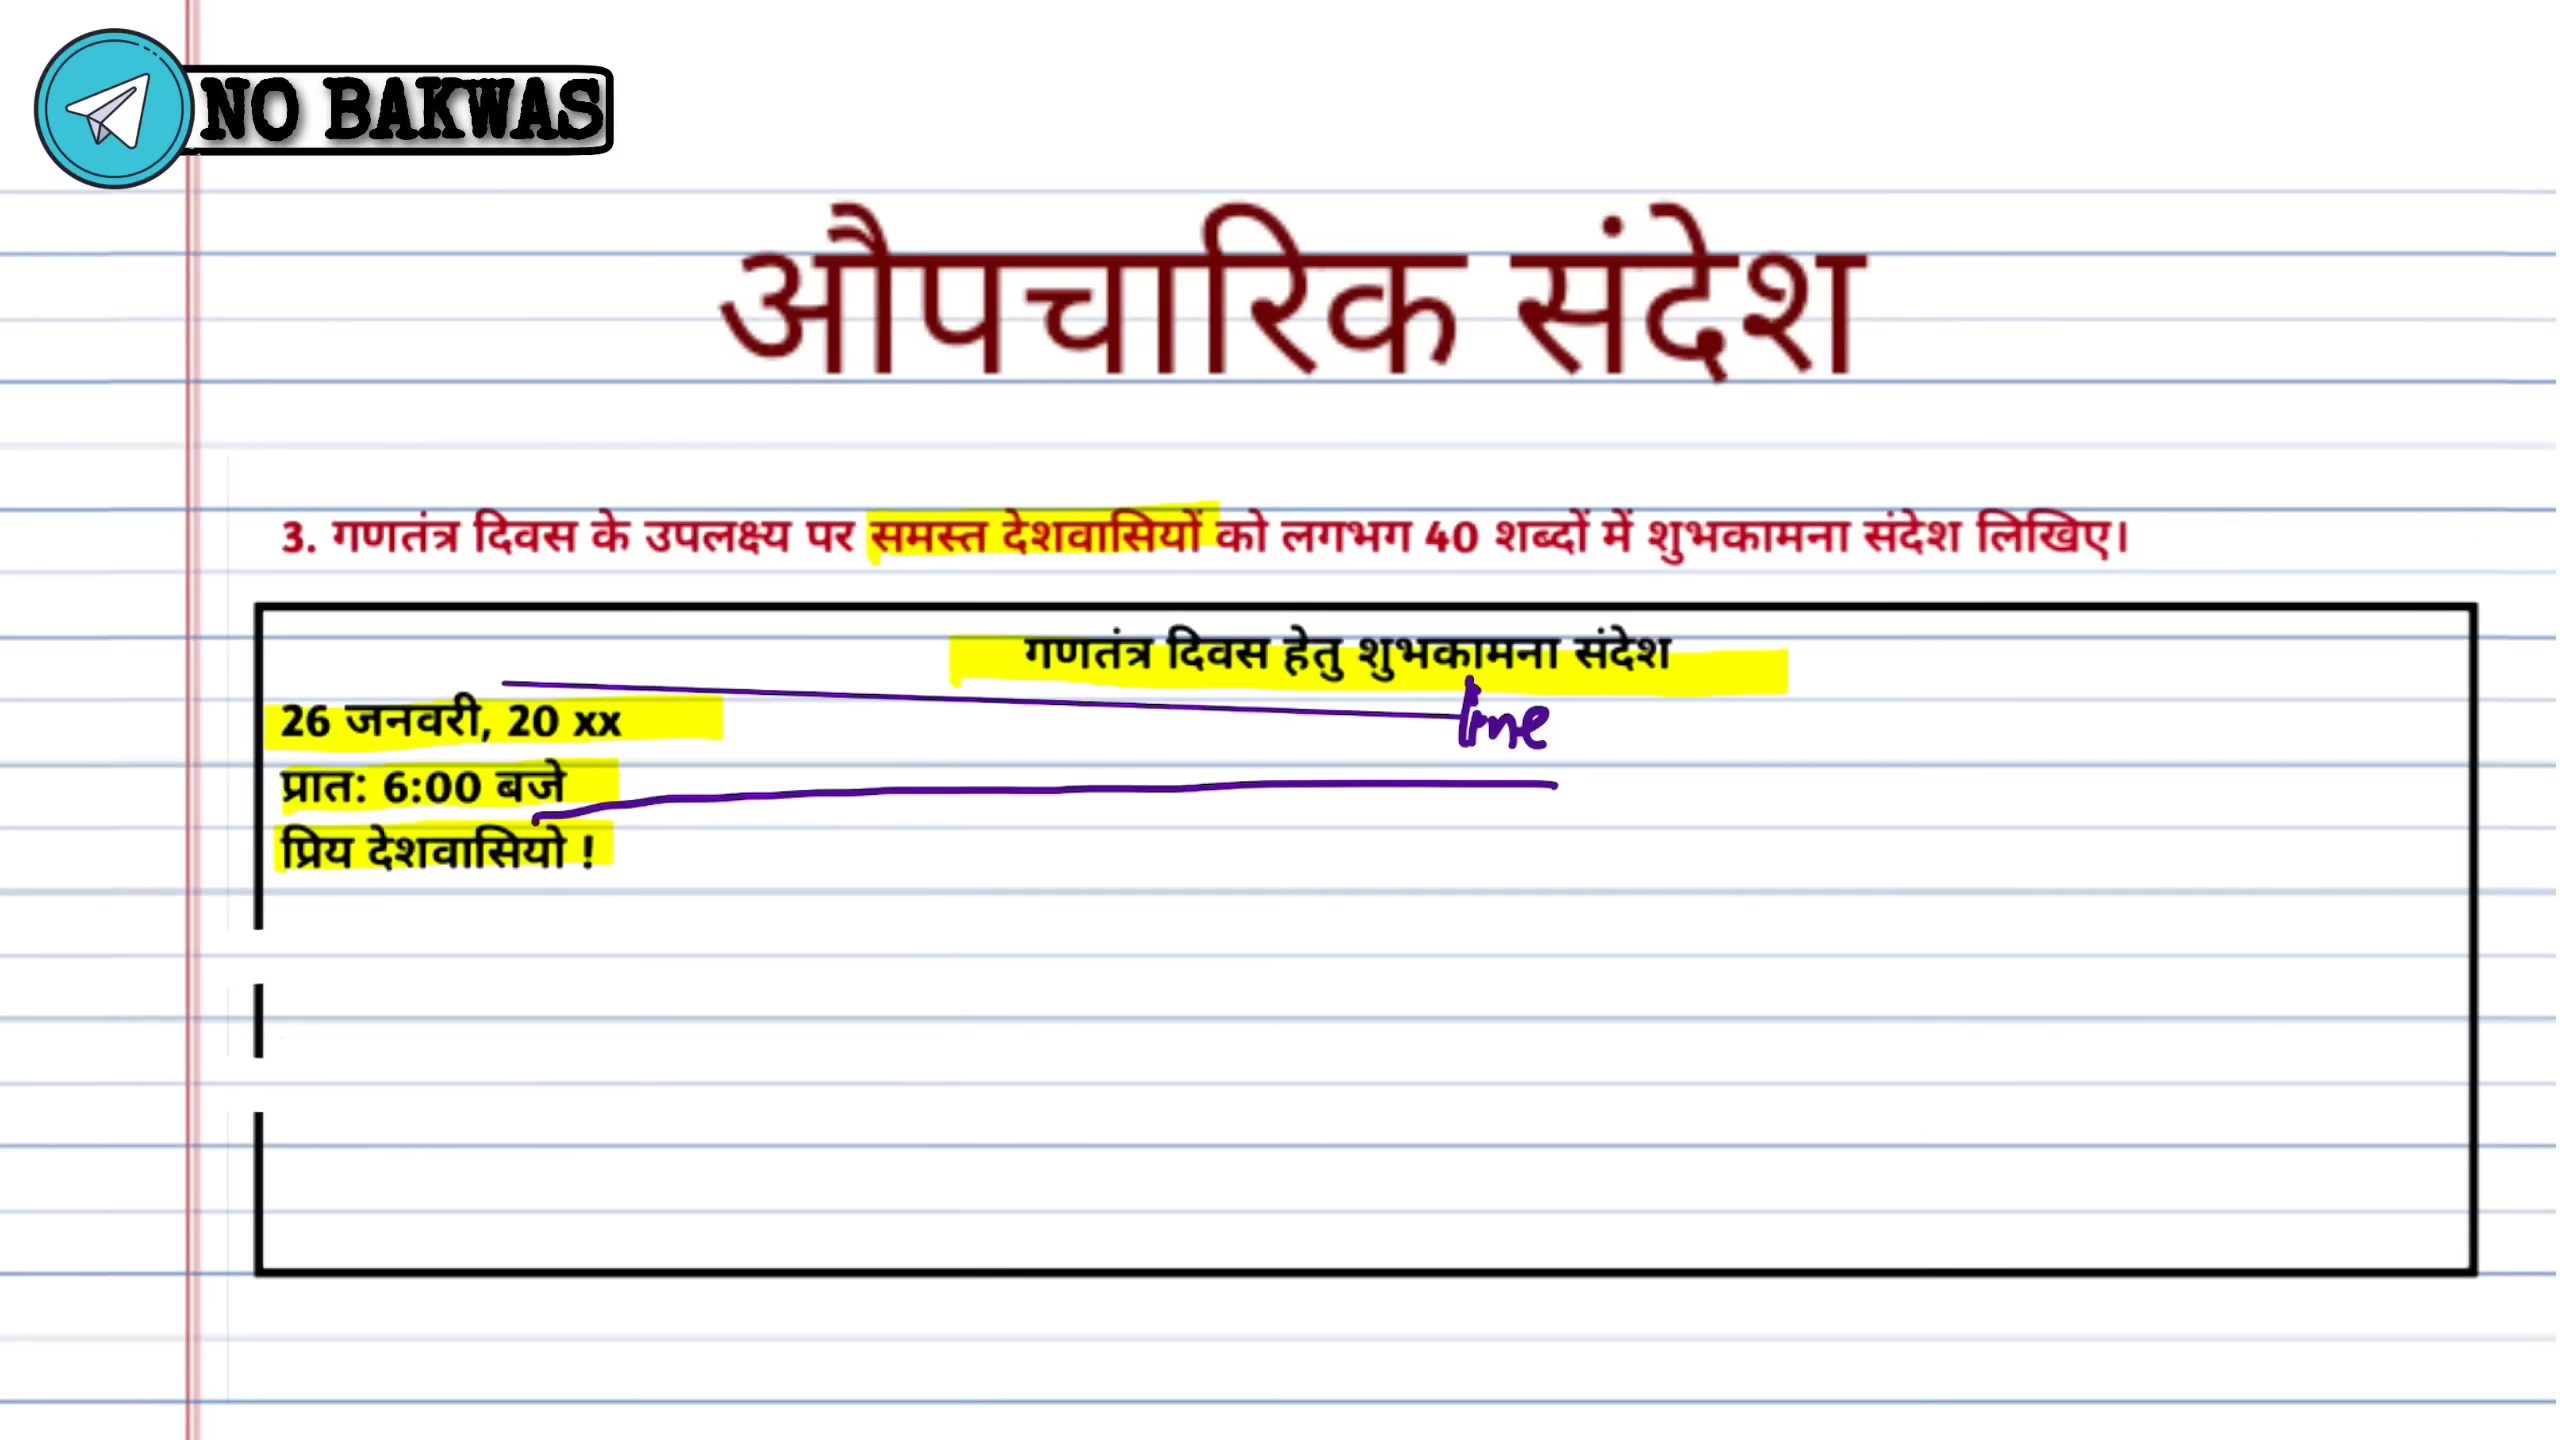 NO BAKWAS
औपचारिक संदेश
3. गणतंत्र दिवस के उपलक्ष्य पर समस्त देशवासियों को लगभग 40 शब्दों में शुभकामना संदेश लिखिए।
गणतंत्र दिवस हेतु शुभकामना संदेश
26 जनवरी, 20 xx
line
प्रात: 6:00 बजे
प्रिय देशवासियो !